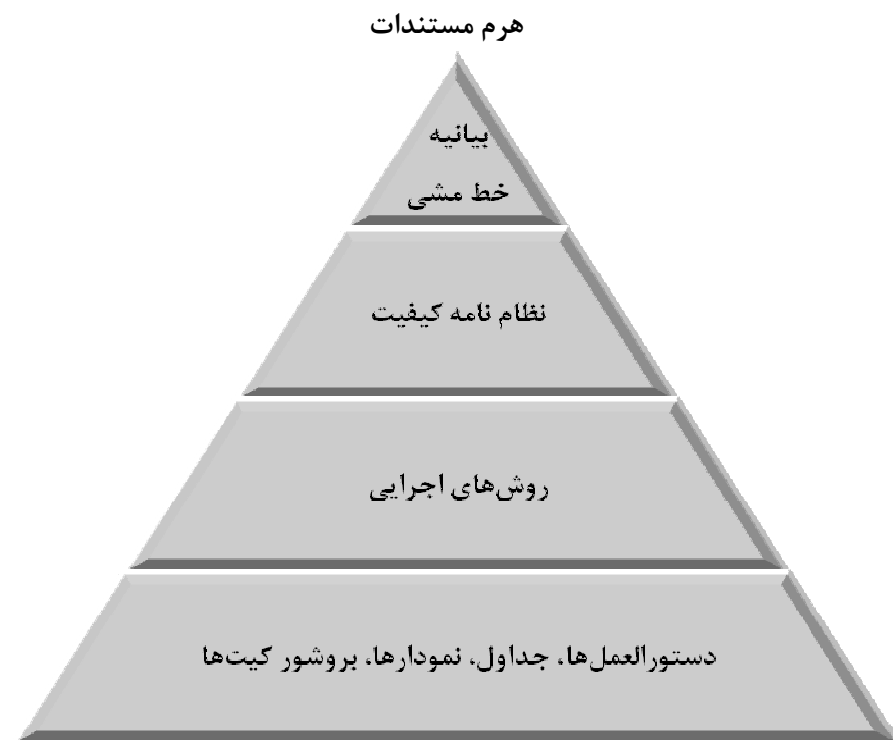 هرم مستندات
بیانیه
خط مشی
نظام نامه کیفیت
روش‌های اجرایی
دستورالعمل‌ها، جداول، نمودارها، بروشور کیت‌ها